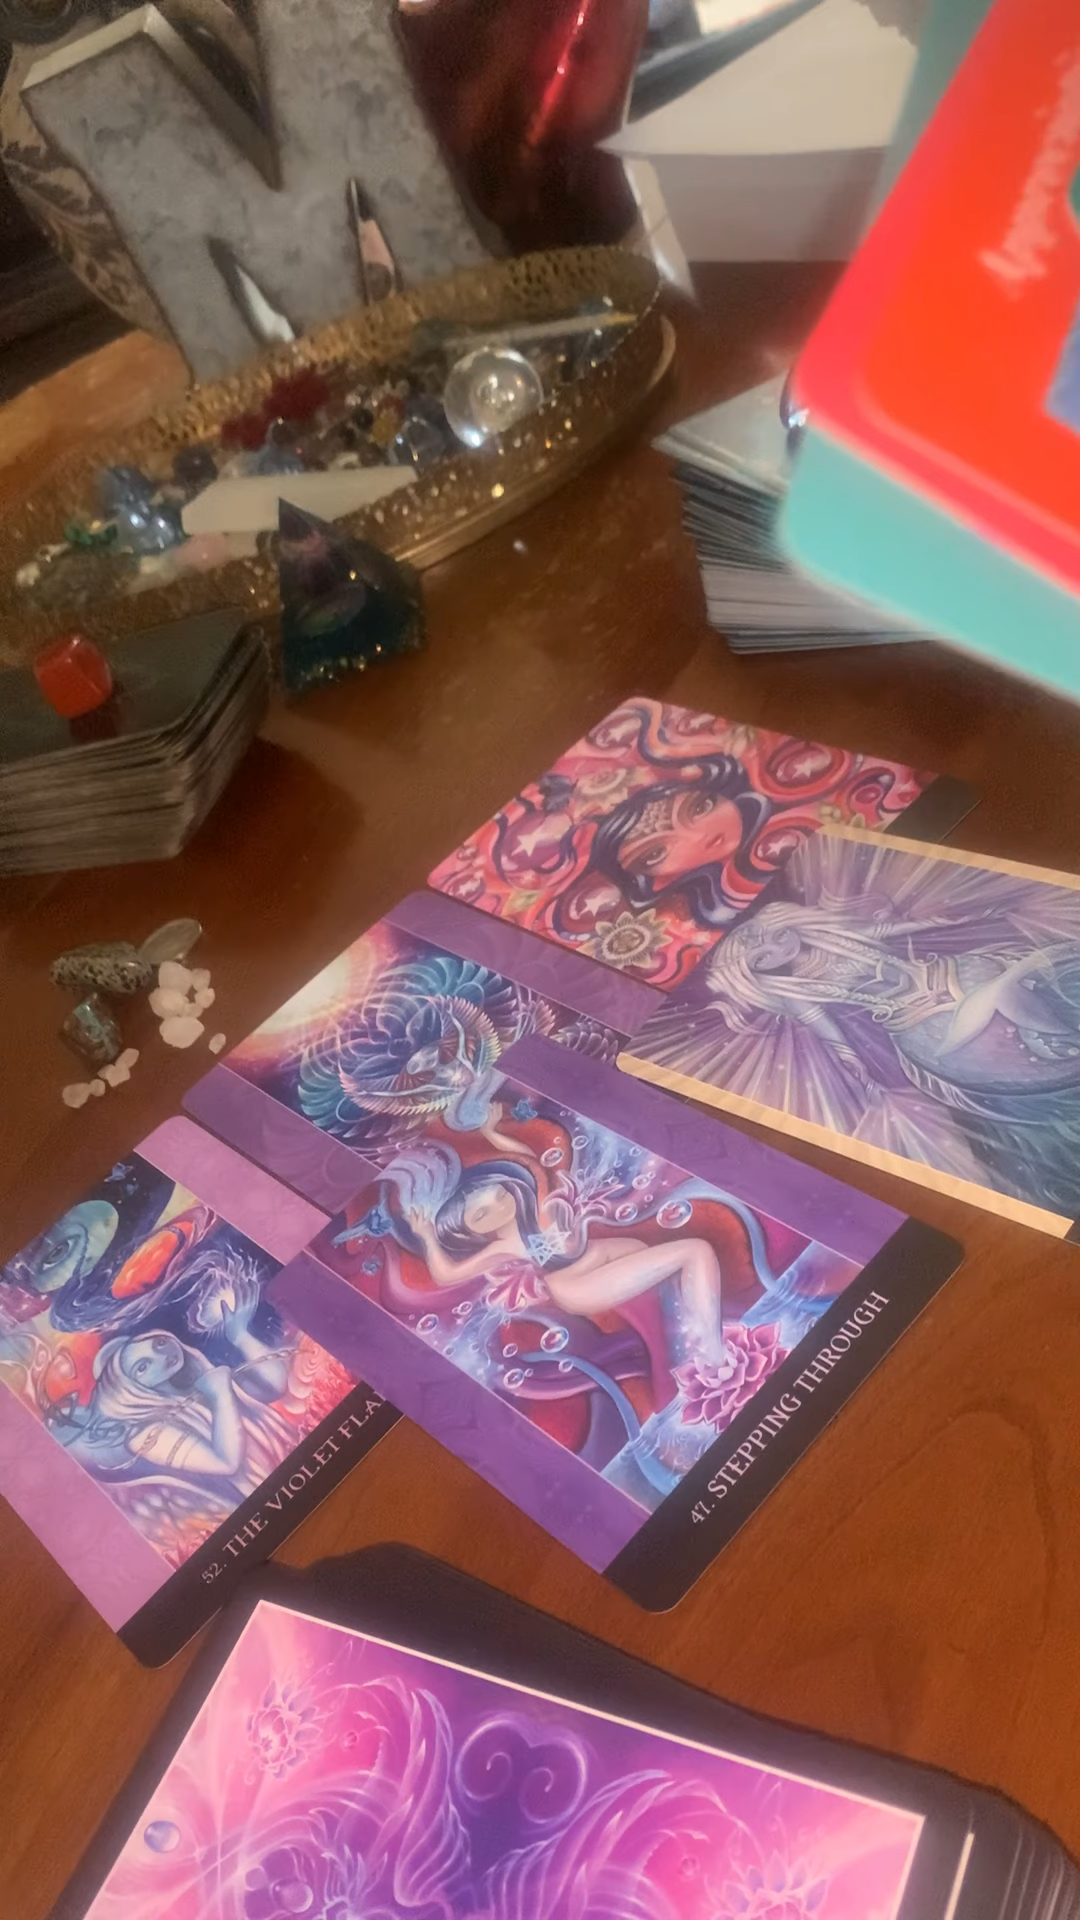 M
52. THE VIOLET FLA
47. STEPPING THROUGH